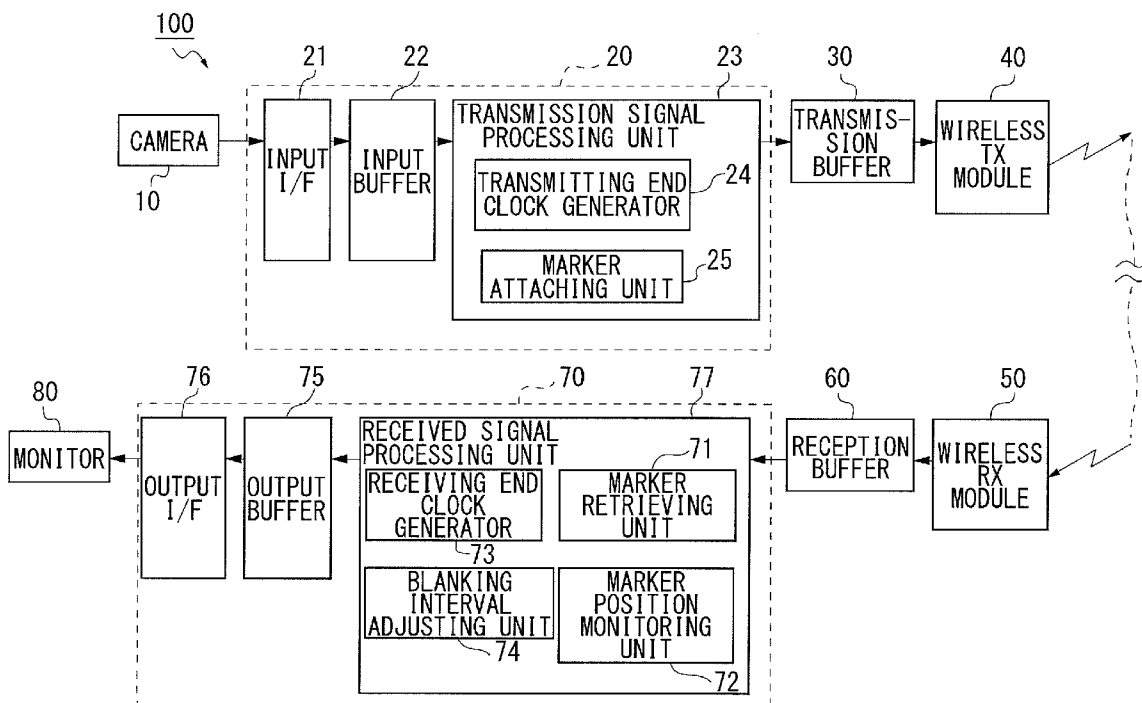 100
21
22
20
23
30
40
CAMERA
10
INPUT
I/F
INPUT
BUFFER
TRANSMISSION SIGNAL
PROCESSING UNIT
TRANSMITTING END
CLOCK GENERATOR
24
MARKER
ATTACHING UNIT
25
TRANSMIS-
SION
BUFFER
WIRELESS
TX
MODULE
80
76
75
70
77
60
50
MONITOR
OUTPUT
I/F
OUTPUT
BUFFER
RECEIVED SIGNAL
PROCESSING UNIT
71
RECEIVING END
CLOCK
GENERATOR
73
MARKER
RETRIEVING
UNIT
BLANKING
INTERVAL
ADJUSTING UNIT
74
MARKER
POSITION
MONITORING
UNIT
72
RECEPTION
BUFFER
WIRELESS
RX
MODULE